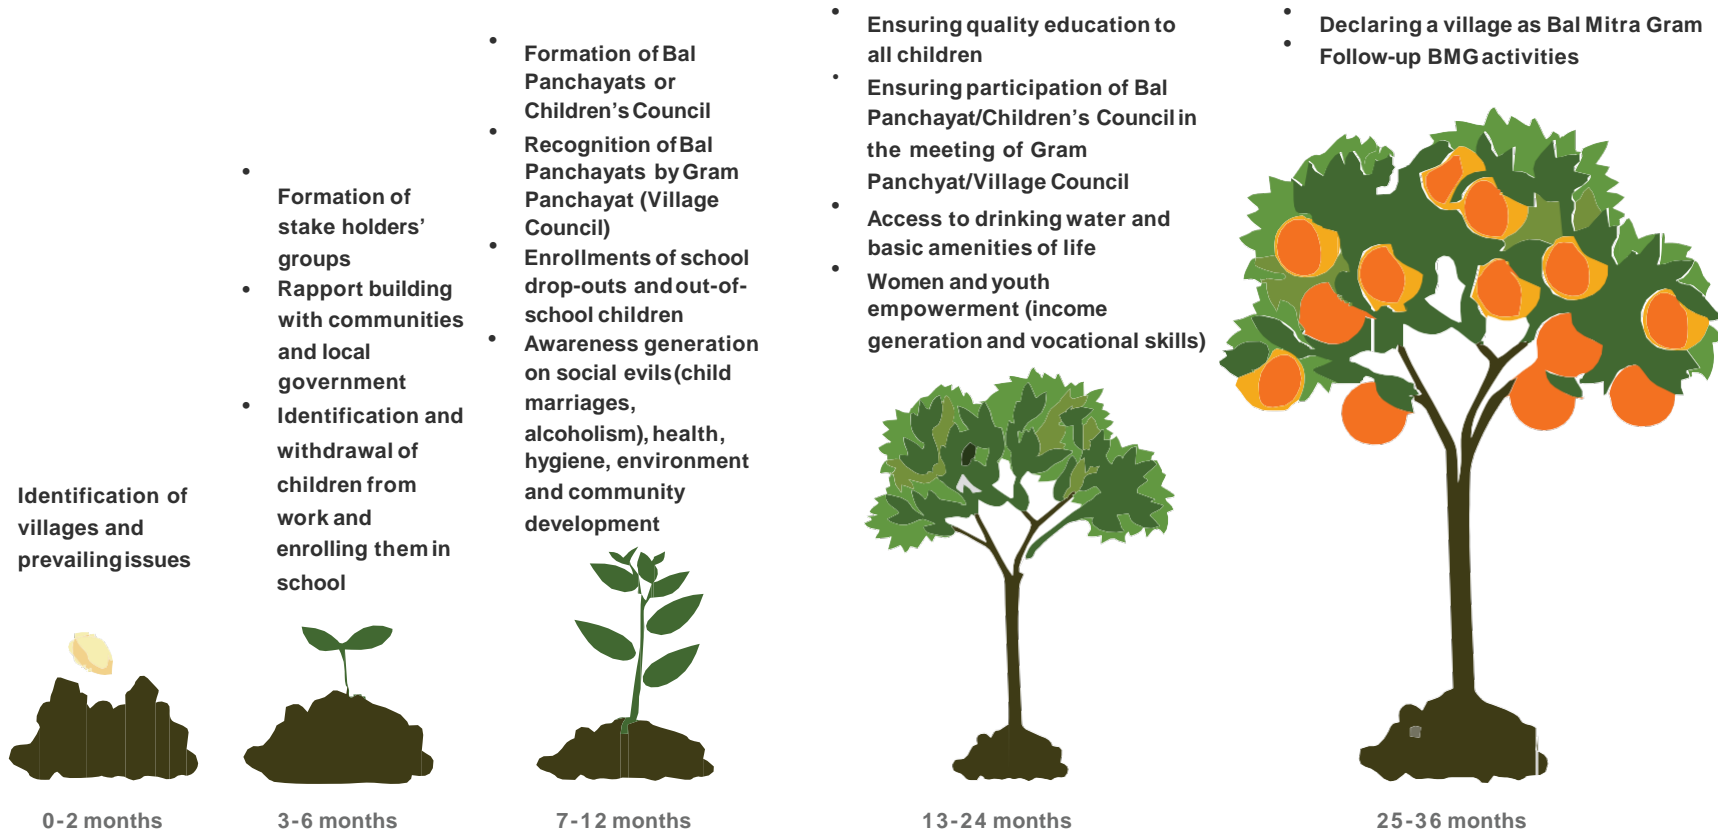 Identification of
villages and
prevailing issues
0-2 months
• Formation of
stake holders’
groups
• Rapport building
with communities
and local
government
• Identification and
withdrawal of
children from
work and
enrolling them in
school
3-6 months
• Formation of Bal
Panchayats or
Children’s Council
• Recognition of Bal
Panchayats by Gram
Panchayat (Village
Council)
• Enrollments of school
drop-outs and out-of-
school children
• Awareness generation
on social evils (child
marriages,
alcoholism), health,
hygiene, environment
and community
development
7-12 months
• Ensuring quality education to
all children
• Ensuring participation of Bal
Panchayat/Children’s Council in
the meeting of Gram
Panchyat/Village Council
• Access to drinking water and
basic amenities of life
• Women and youth
empowerment (income
generation and vocational skills)
13-24 months
• Declaring a village as Bal Mitra Gram
• Follow-up BMG activities
25-36 months